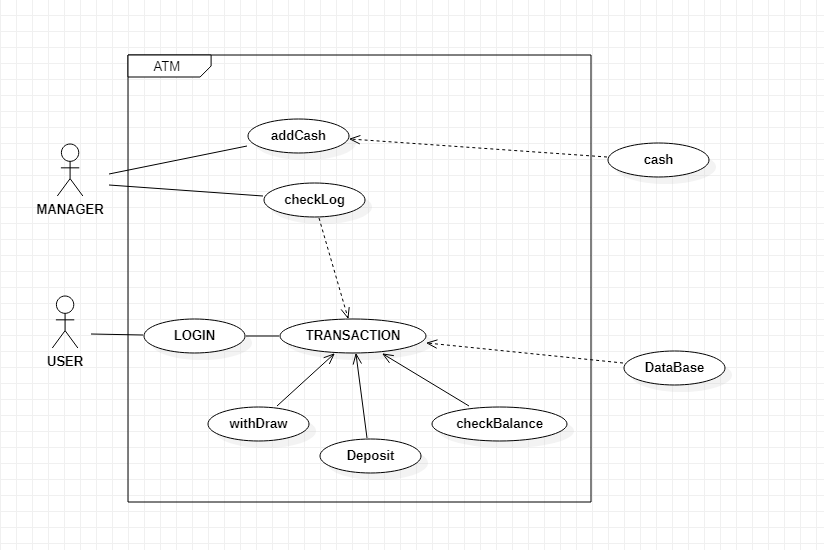 ATM
addCash
cash
MANAGER
checkLog
USER
LOGIN
TRANSACTION
DataBase
withDraw
Deposit
checkBalance